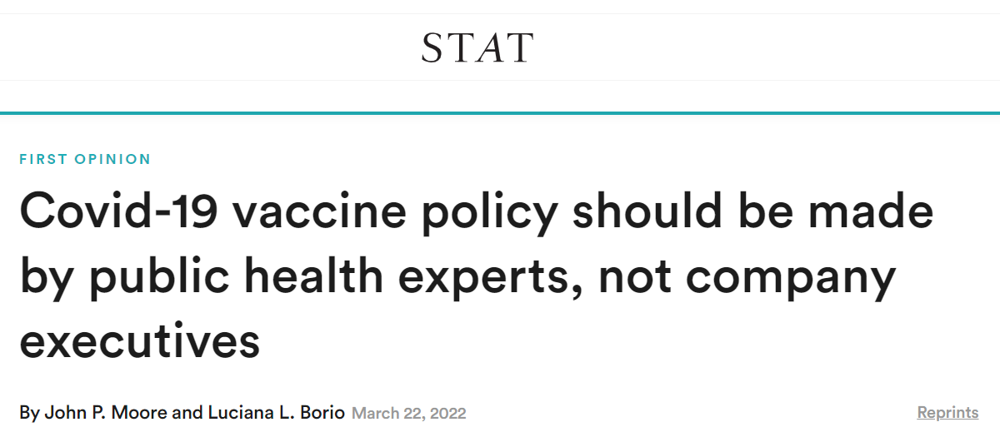 STAT
FIRST OPINION
Covid-19 vaccine policy should be made
by public health experts, not company
executives
By John P. Moore and Luciana L. Borio March 22, 2022
Reprints